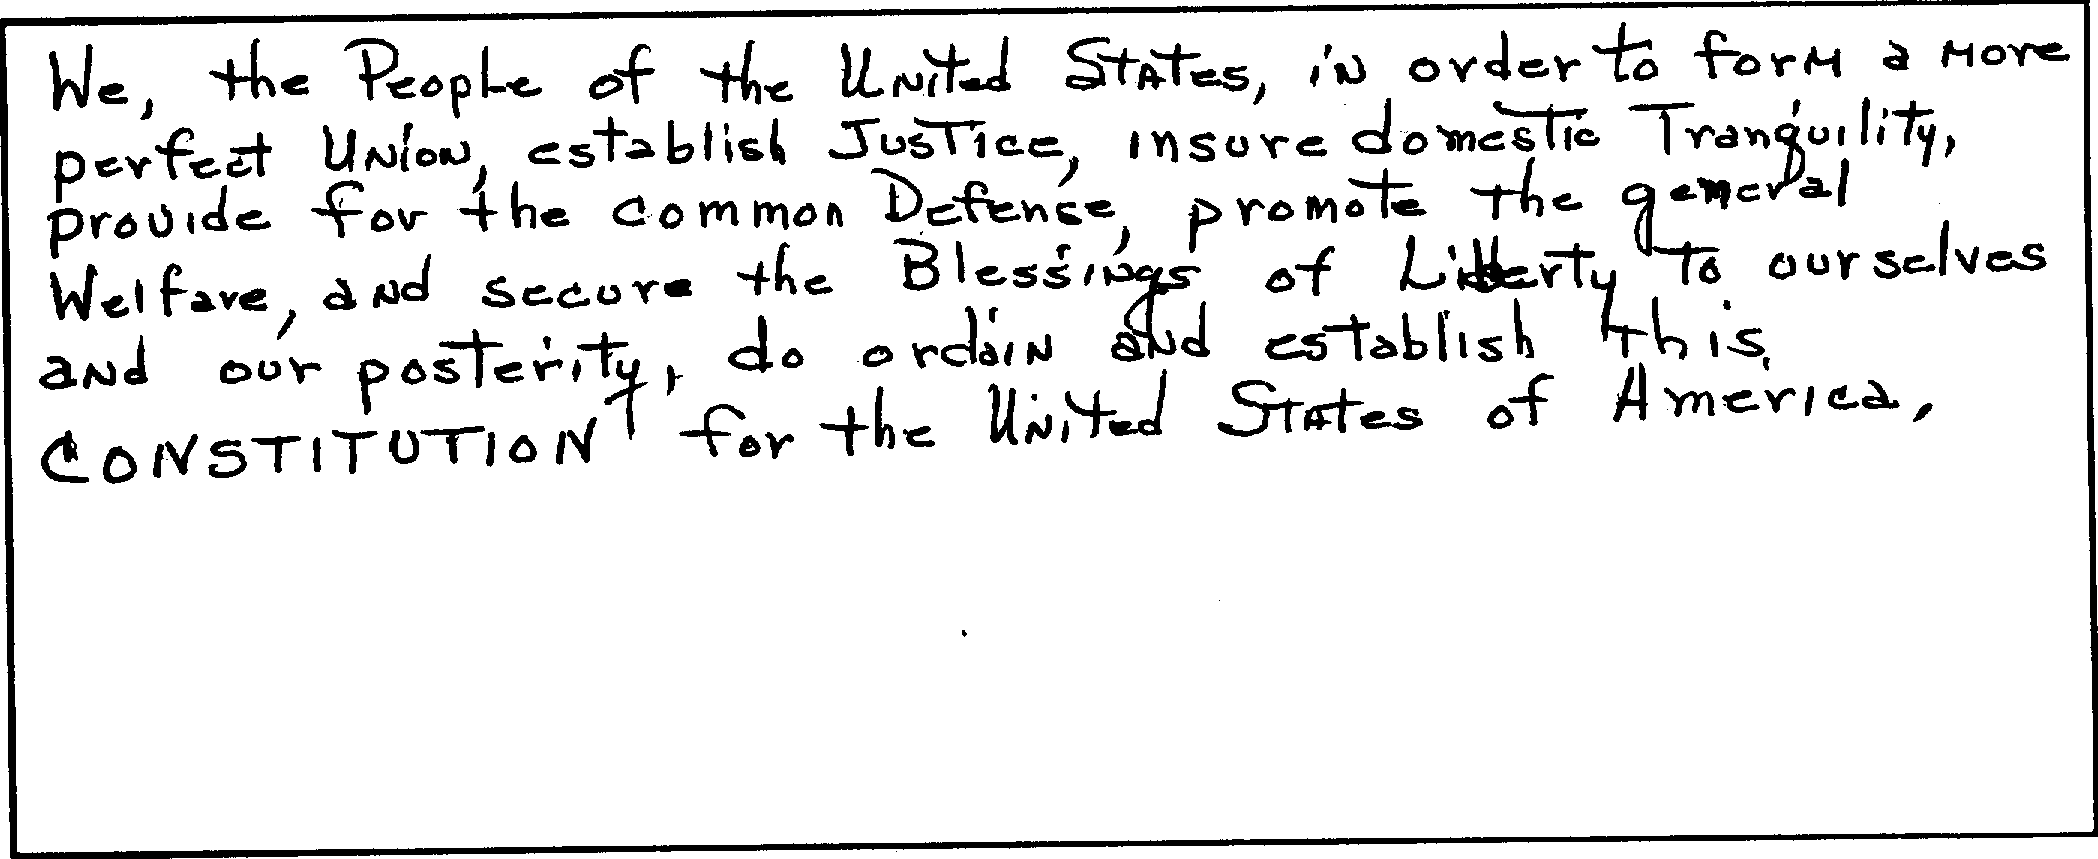 We, the People of the United States, in order to form a more
perfect Union, establish Justice, insure domestic Tranquility,
provide for the common Defense, promote the general
Welfare, and secure the Blessings of Liberty to ourselves
and our posterity, do ordain and establish this
CONSTITUTION for the United States of America,